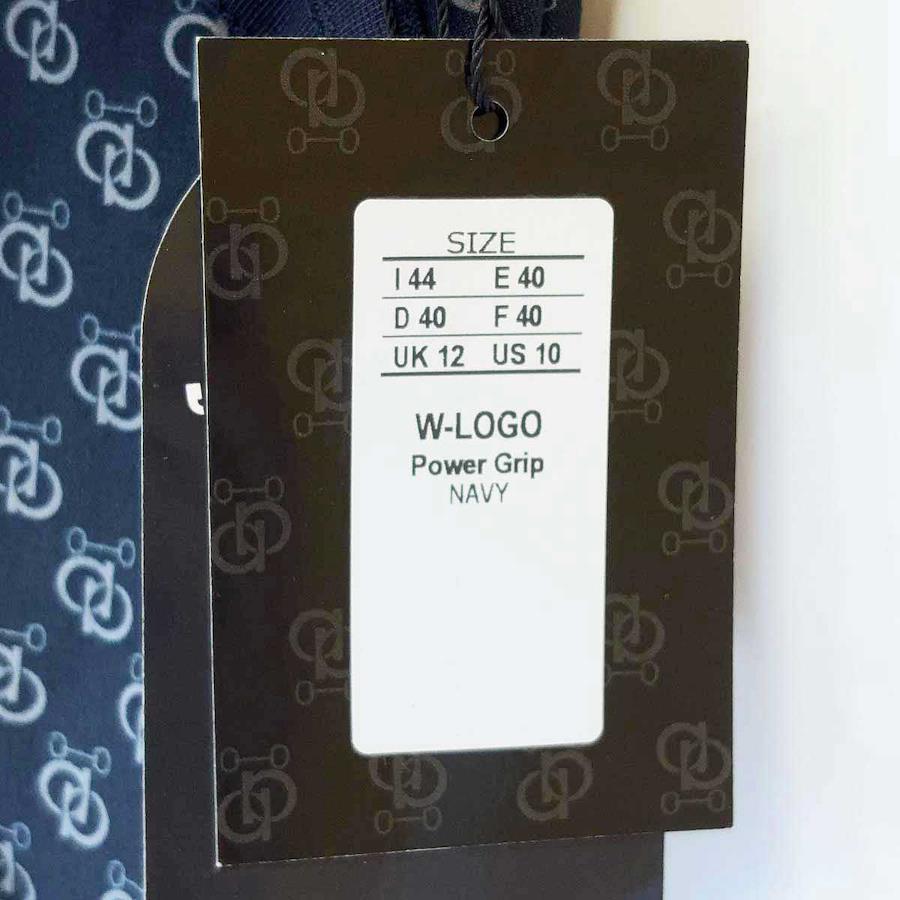 SIZE
I 44 E 40
D 40 F 40
UK 12 US 10
W-LOGO
Power Grip
NAVY